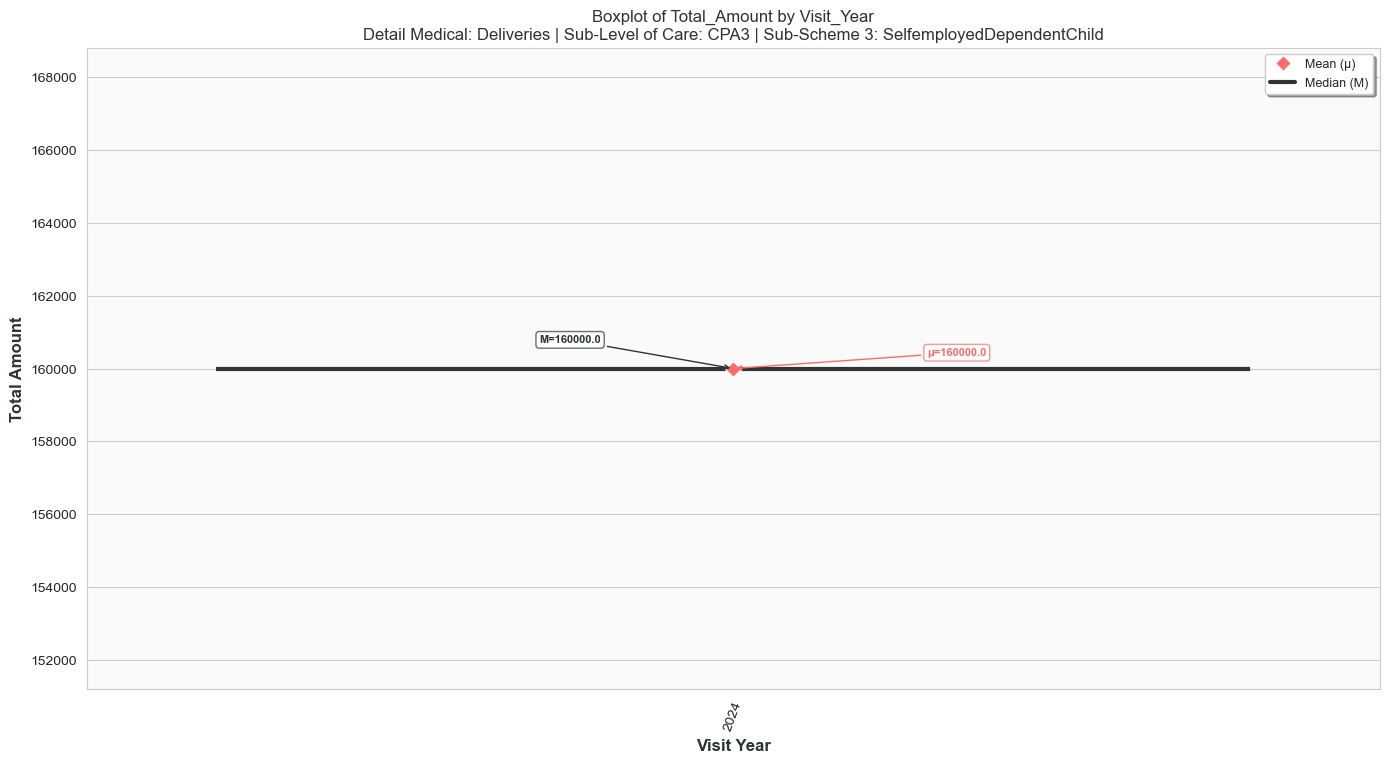 Boxplot of Total_Amount by Visit_Year
Detail Medical: Deliveries | Sub-Level of Care: CPA3 | Sub-Scheme 3: SelfemployedDependentChild
Mean (μ)
Median (M)
168000
166000
164000
162000
160000
158000
156000
154000
152000
Total Amount
M=160000.0
μ=160000.0
2024
Visit Year